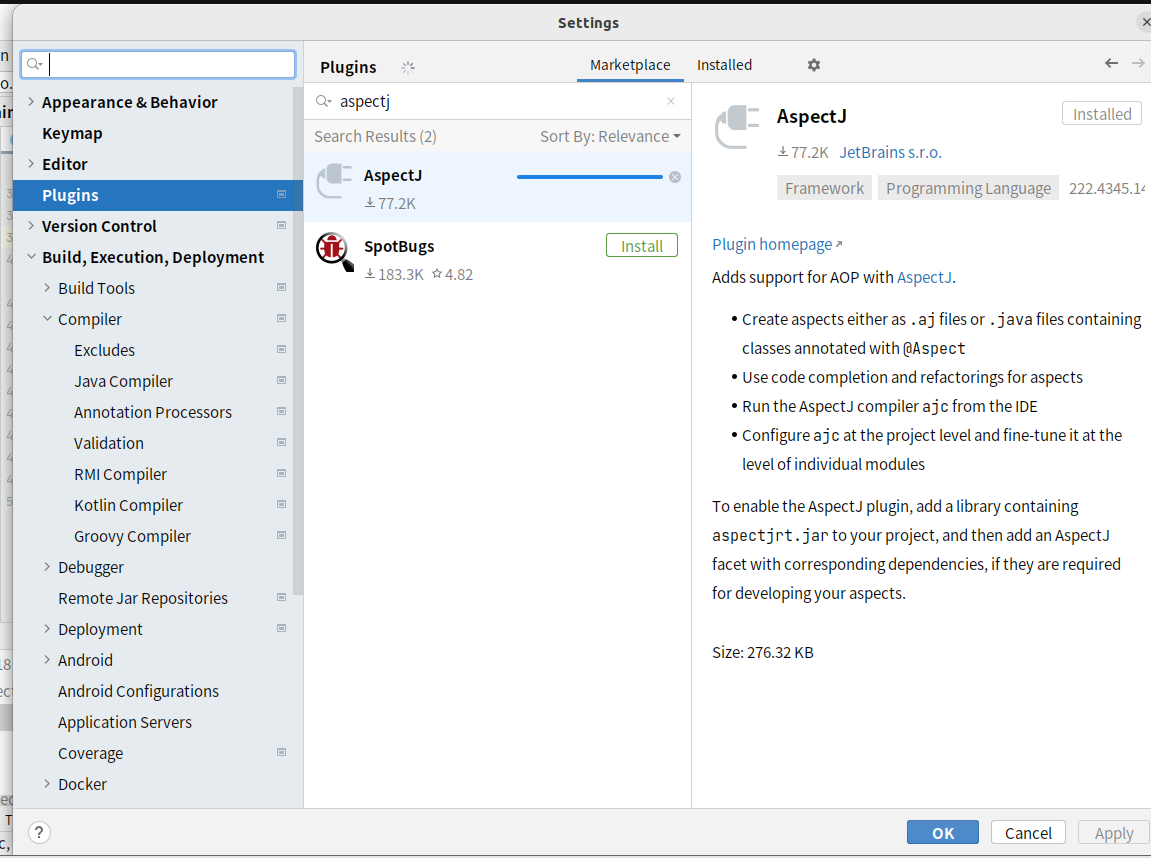 Settings
Appearance & Behavior
Keymap
Editor
Plugins
Version Control
Build, Execution, Deployment
Build Tools
Compiler
Excludes
Java Compiler
Annotation Processors
Validation
RMI Compiler
Kotlin Compiler
Groovy Compiler
Debugger
Remote Jar Repositories
Deployment
Android
Android Configurations
Application Servers
Coverage
Docker
Plugins
Marketplace
Installed
aspectj
Search Results (2)
Sort By: Relevance
AspectJ
77.2K
SpotBugs
Install
183.3K 4.82
AspectJ
Installed
77.2K JetBrains s.r.o.
Framework
Programming Language
222.4345.14
Plugin homepage
Adds support for AOP with AspectJ.
• Create aspects either as .aj files or .java files containing
classes annotated with @Aspect
• Use code completion and refactorings for aspects
• Run the AspectJ compiler ajc from the IDE
• Configure ajc at the project level and fine-tune it at the
level of individual modules
To enable the AspectJ plugin, add a library containing
aspectjrt.jar to your project, and then add an AspectJ
facet with corresponding dependencies, if they are required
for developing your aspects.
Size: 276.32 KB
?
OK
Cancel
Apply